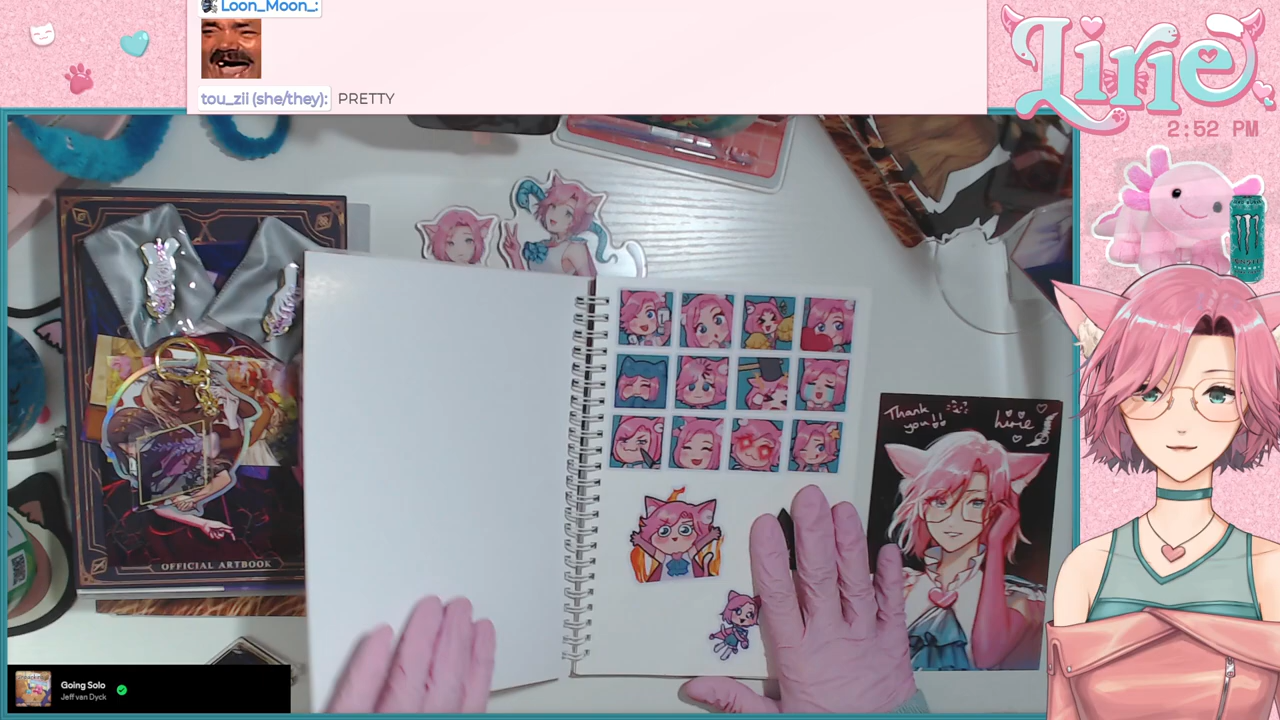 Loon_Moon_:
tou_zii (she/they): PRETTY
Lirie
2:52 PM
Thank
you!!
lirie
OFFICIAL ARTBOOK
Going Solo
Jeff van Dyck